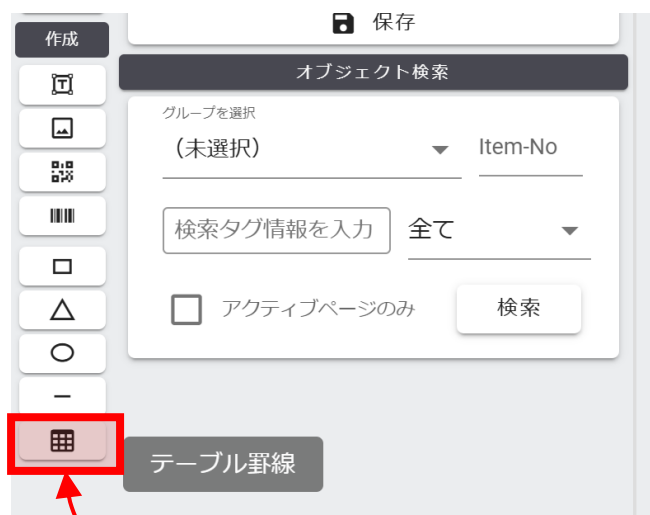 作成
保存
オブジェクト検索
グループを選択
(未選択)
Item-No
検索タグ情報を入力
全て
アクティブページのみ
検索
テーブル罫線